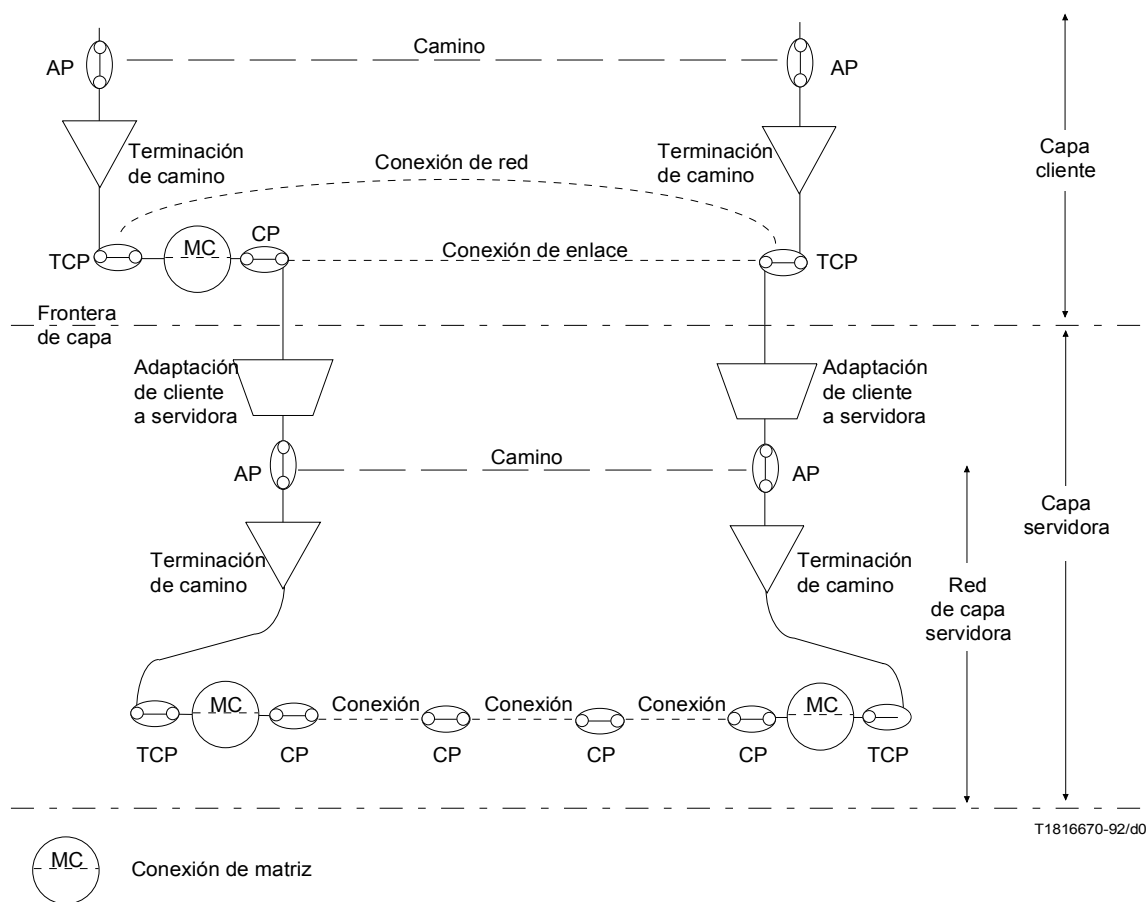 Camino
AP
AP
Terminación
de camino
Conexión de red
Terminación
de camino
Capa
cliente
TCP
MC
CP
Conexión de enlace
TCP
Frontera
de capa
Adaptación
de cliente
a servidora
Adaptación
de cliente
a servidora
AP
Camino
AP
Capa
servidora
Terminación
de camino
Terminación
de camino
Red
de capa
servidora
MC
Conexión
Conexión
Conexión
MC
TCP
CP
CP
CP
CP
TCP
T1816670-92/d0
MC
Conexión de matriz